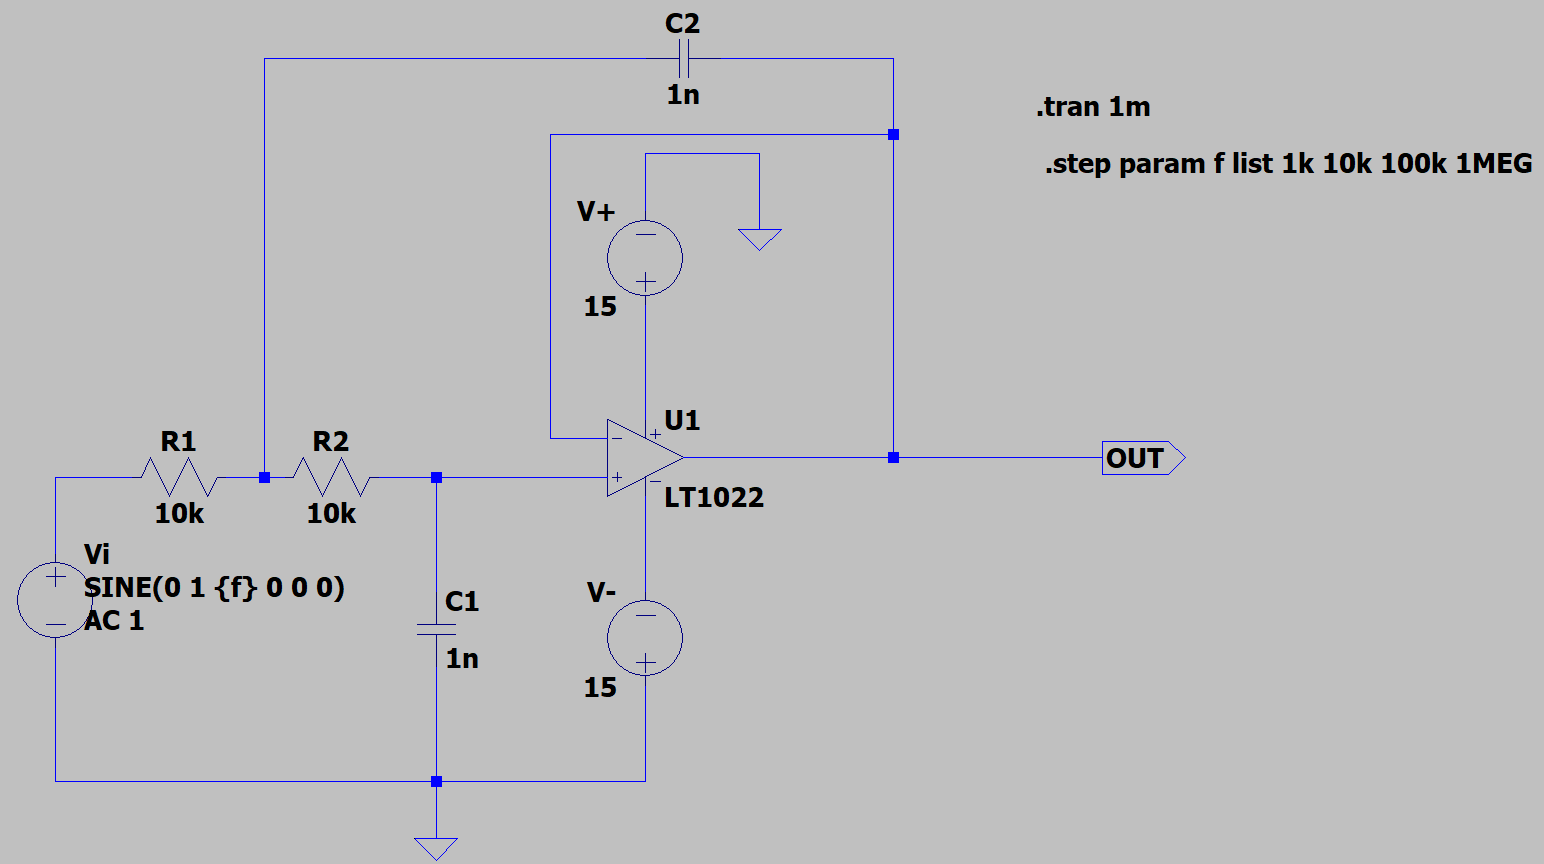 C2
1n
.tran 1m
.step param f list 1k 10k 100k 1MEG
V+
15
U1
LT1022
R1
10k
R2
10k
OUT
Vi
SINE(0 1 {f} 0 0 0)
AC 1
C1
1n
V-
15